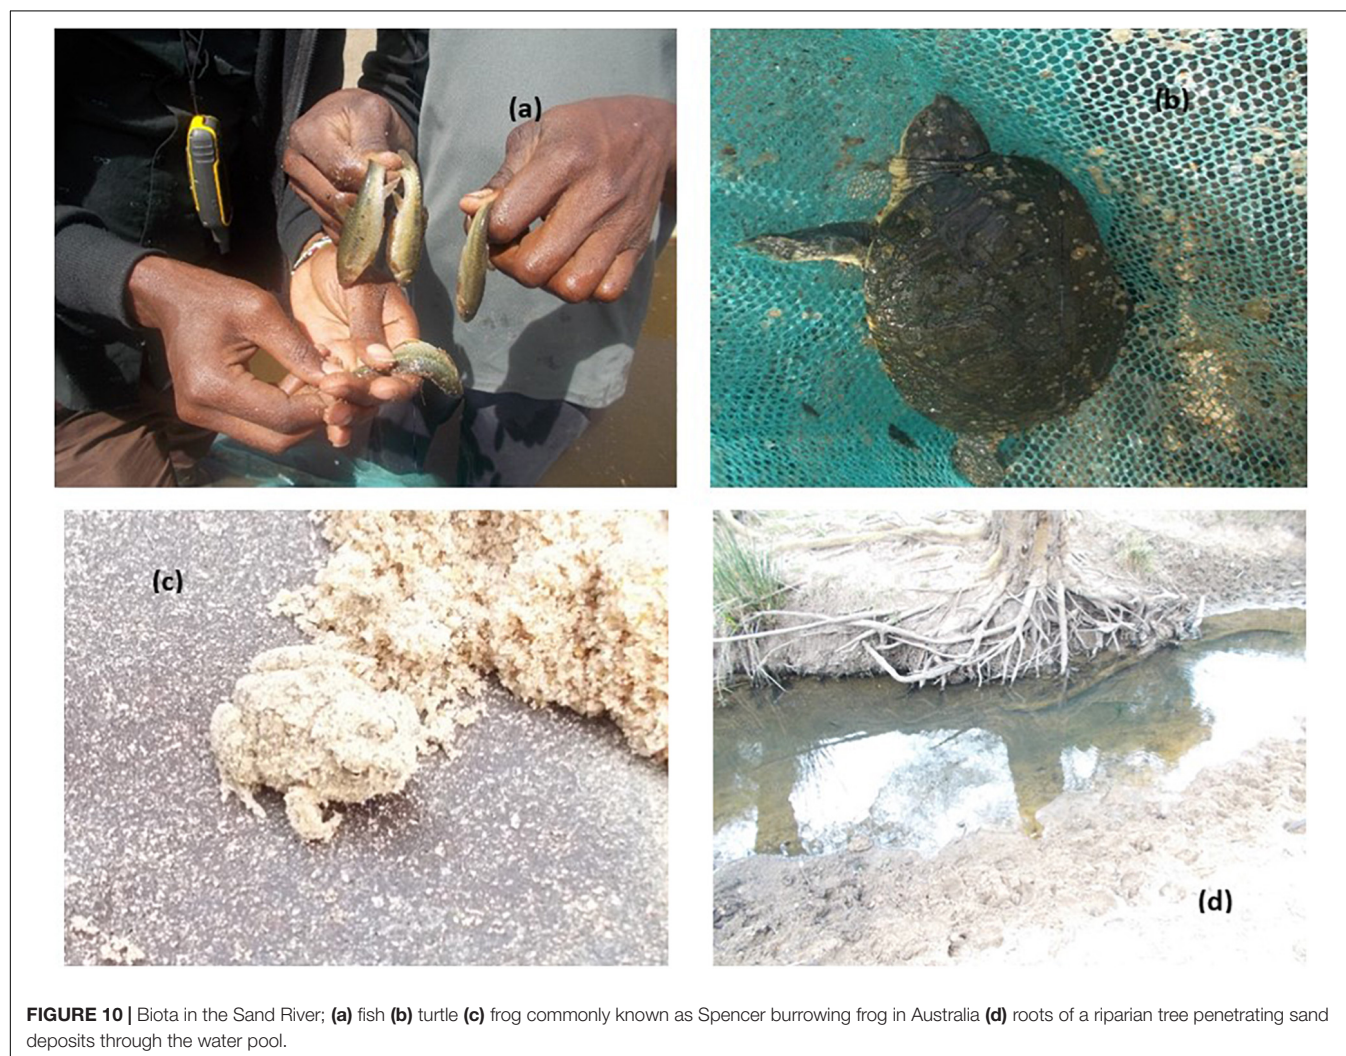 (a)
(b)
(c)
(d)
FIGURE 10 | Biota in the Sand River; (a) fish (b) turtle (c) frog commonly known as Spencer burrowing frog in Australia (d) roots of a riparian tree penetrating sand
deposits through the water pool.